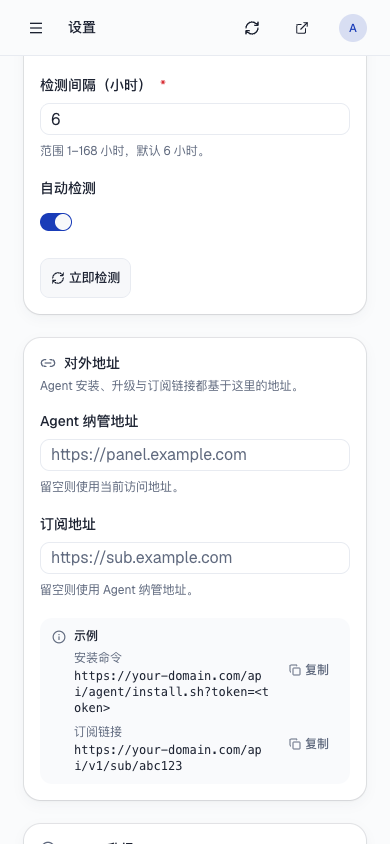 设置
A
检测间隔（小时） *
6
范围 1–168 小时，默认 6 小时。
自动检测
立即检测
对外地址
Agent 安装、升级与订阅链接都基于这里的地址。
Agent 纳管地址
https://panel.example.com
留空则使用当前访问地址。
订阅地址
https://sub.example.com
留空则使用 Agent 纳管地址。
示例
安装命令
https://your-domain.com/ap
i/agent/install.sh?token=<t
oken>
复制
订阅链接
https://your-domain.com/ap
i/v1/sub/abc123
复制